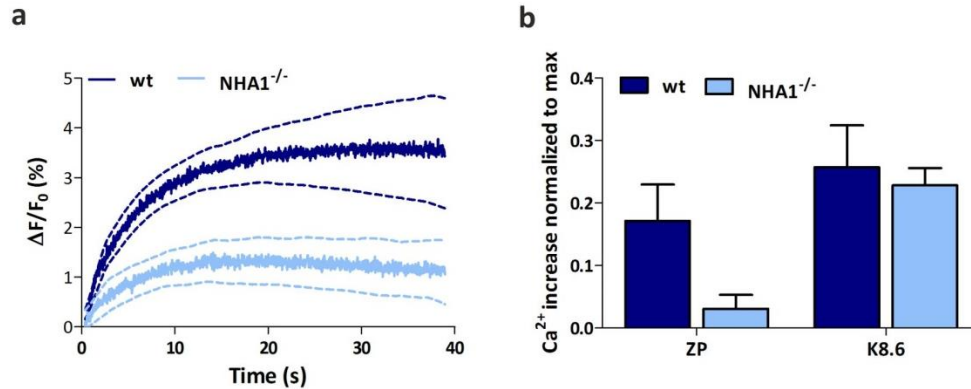 a
wt NHA1-/-
ΔF/F0 (%)
5
4
3
2
1
0
0 10 20 30 40
Time (s)
b
wt
NHA1-/-
Ca2+ increase normalized to max
0.4
0.3
0.2
0.1
0.0
ZP K8.6